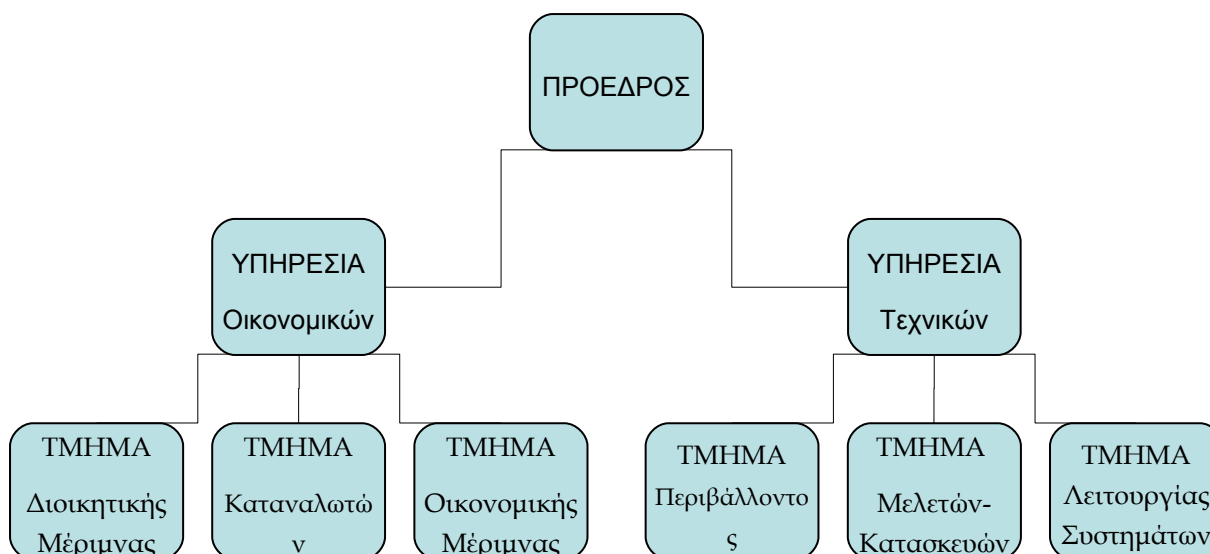 ΠΡΟΕΔΡΟΣ
ΥΠΗΡΕΣΙΑ
Οικονομικών
ΥΠΗΡΕΣΙΑ
Τεχνικών
ΤΜΗΜΑ
Διοικητικής
Μέριμνας
ΤΜΗΜΑ
Καταναλωτώ
ν
ΤΜΗΜΑ
Οικονομικής
Μέριμνας
ΤΜΗΜΑ
Περιβάλλοντο
ς
ΤΜΗΜΑ
Μελετών-
Κατασκευών
ΤΜΗΜΑ
Λειτουργίας
Συστημάτων